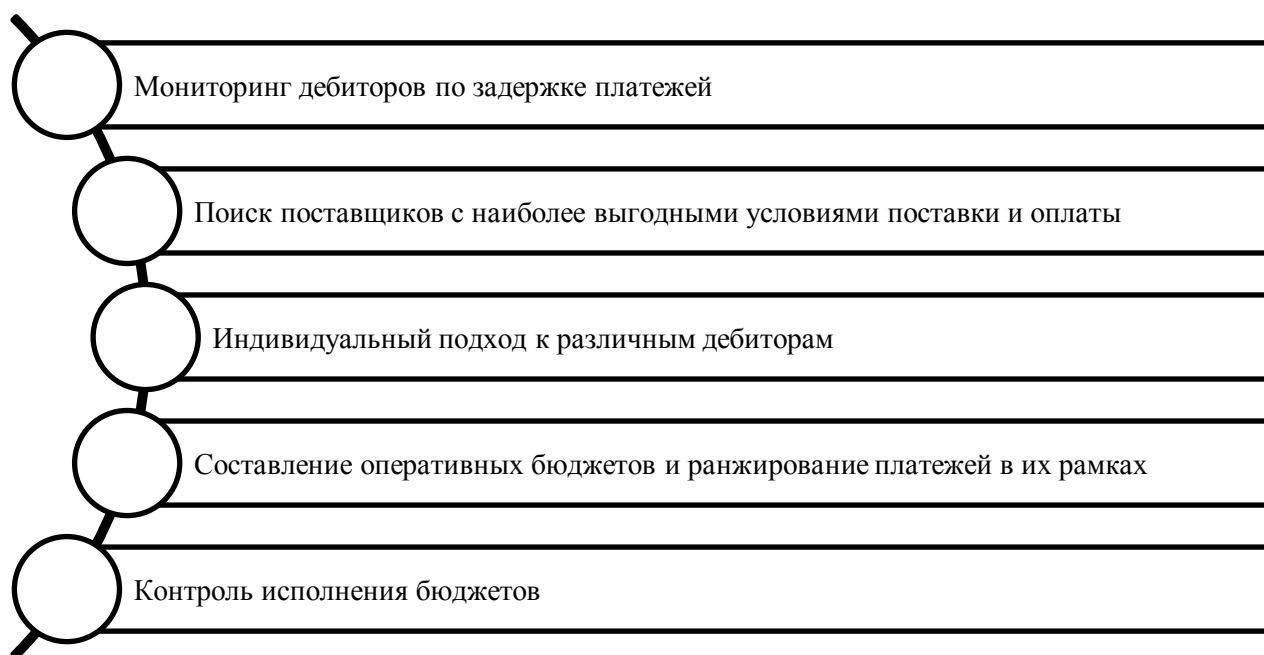 Мониторинг дебиторов по задержке платежей
Поиск поставщиков с наиболее выгодными условиями поставки и оплаты
Индивидуальный подход к различным дебиторам
Составление оперативных бюджетов и ранжирование платежей в их рамках
Контроль исполнения бюджетов